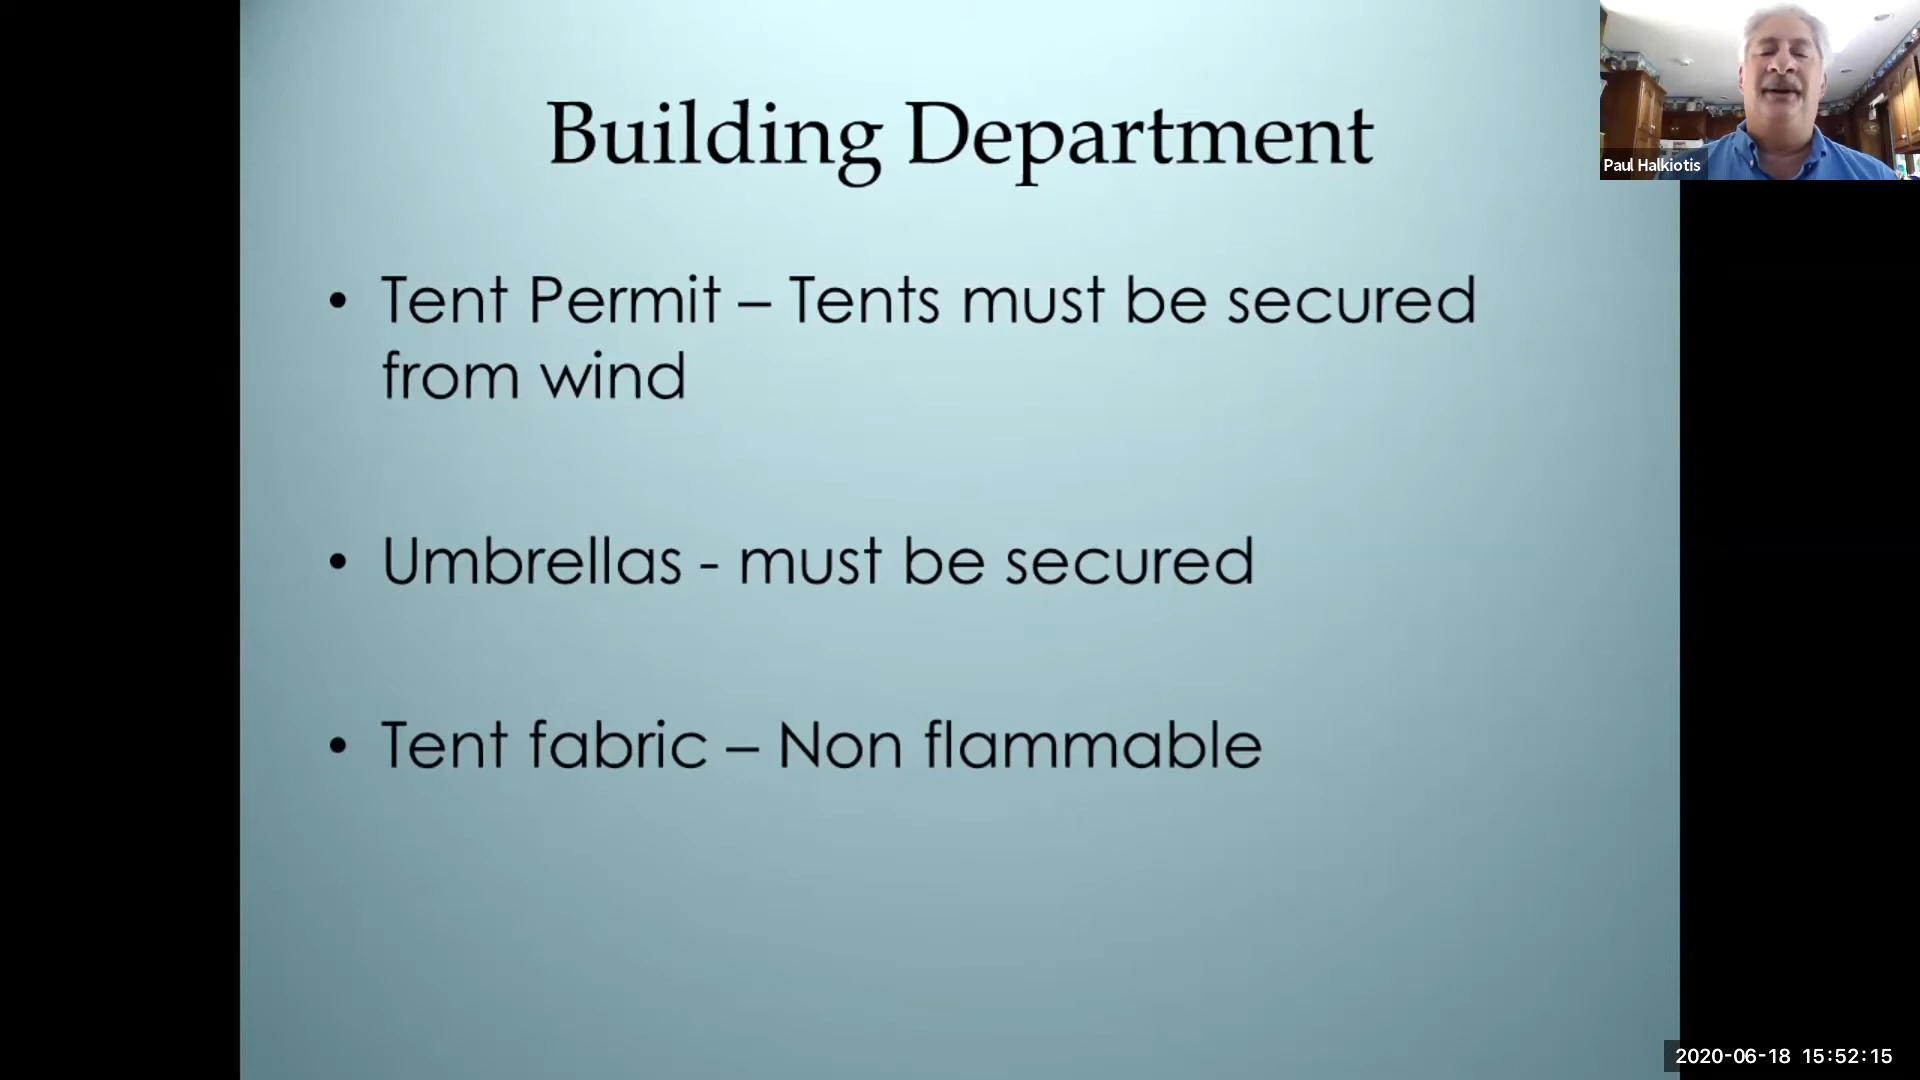 Building Department
Paul Halkiotis
• Tent Permit – Tents must be secured
from wind
• Umbrellas - must be secured
• Tent fabric – Non flammable
2020-06-18 15:52:15